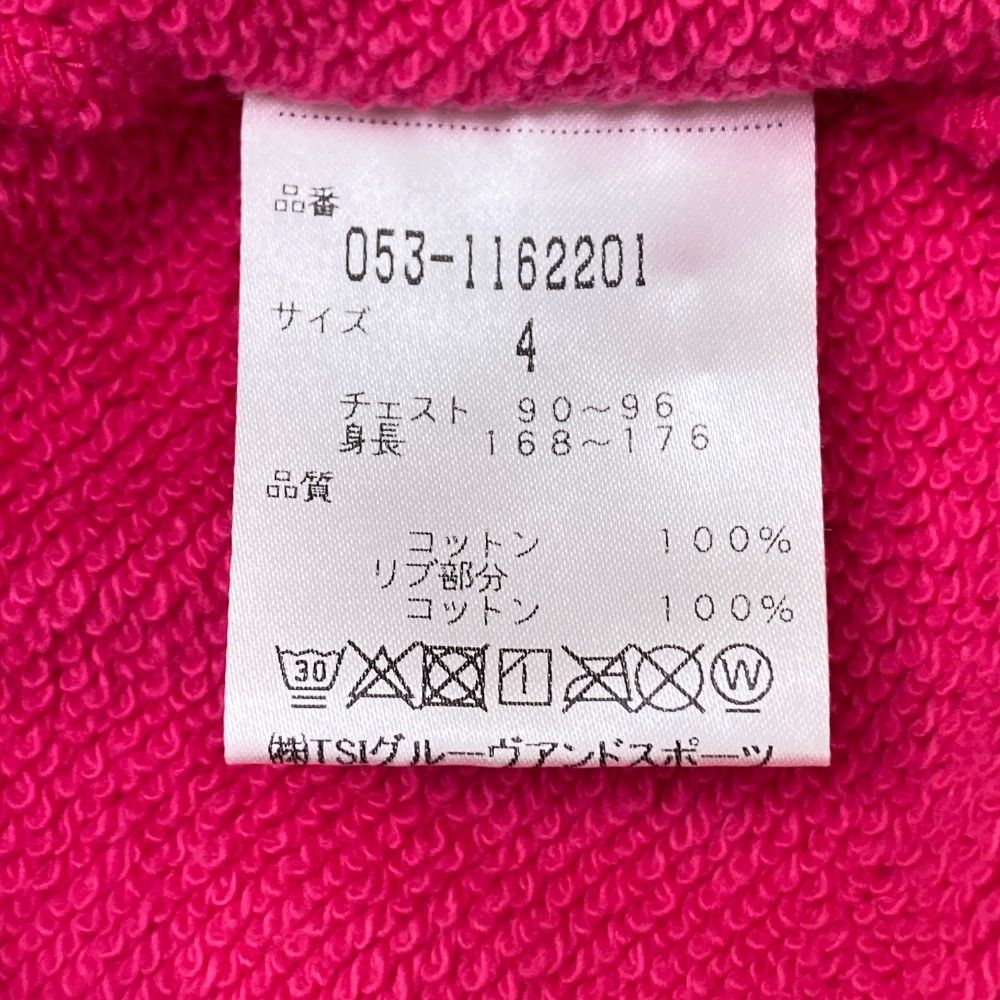 品番
053-1162201
サイズ
4
チェスト 90～96
身長 168～176
品質
コットン 100%
リブ部分
コットン 100%
30 1 W
㈱TSIグルーヴアンドスポーツ